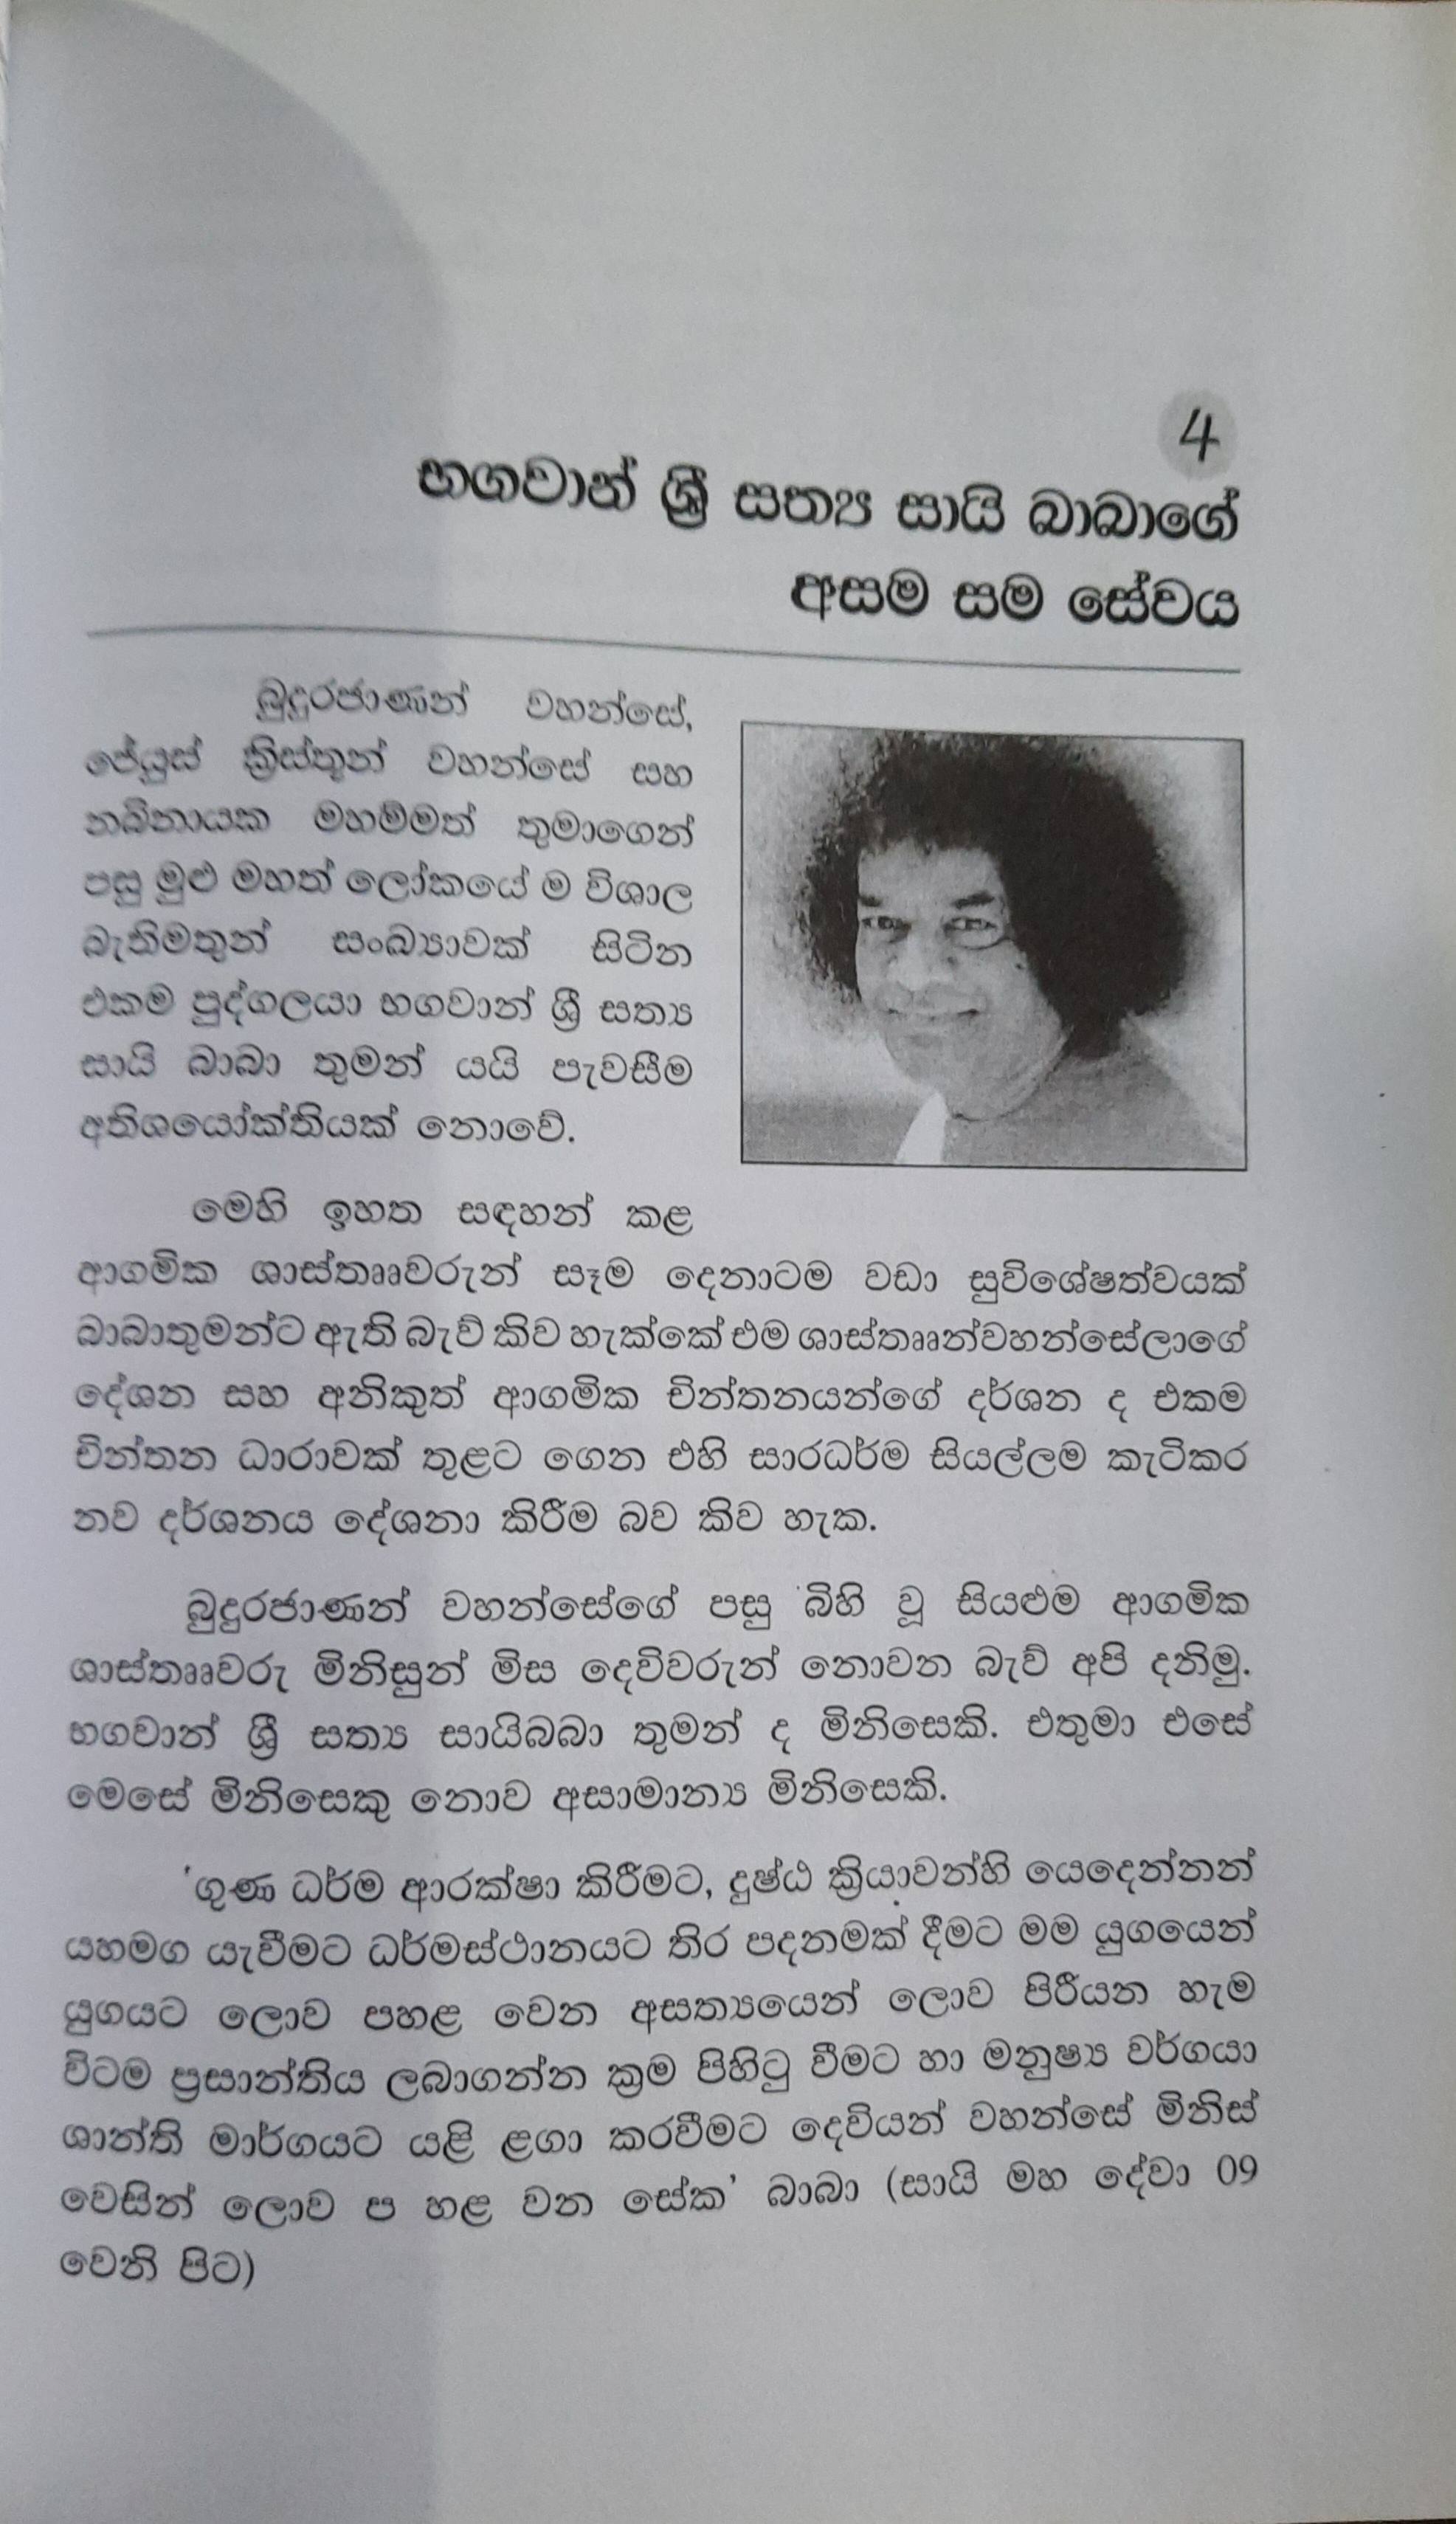 4
භගවාන් ශ්‍රී සත්‍ය සායි බාබාගේ
අසම සම සේවය
බුදුරජාණන් වහන්සේ,
ජේයුස් ක්‍රිස්තුන් වහන්සේ සහ
නබිනායක මහම්මත් තුමාගෙන්
පසු මුළු මහත් ලෝකයේ ම විශාල
බැතිමතුන් සංඛ්‍යාවක් සිටින
එකම පුද්ගලයා භගවාන් ශ්‍රී සත්‍ය
සායි බාබා තුමන් යයි පැවසීම
අතිශයෝක්තියක් නොවේ.
මෙහි ඉහත සඳහන් කළ
ආගමික ශාස්තෲවරුන් සෑම දෙනාටම වඩා සුවිශේෂත්වයක්
බාබාතුමන්ට ඇති බැව් කිව හැක්කේ එම ශාස්තෲන්වහන්සේලාගේ
දේශන සහ අනිකුත් ආගමික චින්තනයන්ගේ දර්ශන ද එකම
චින්තන ධාරාවක් තුළට ගෙන එහි සාරධර්ම සියල්ලම කැටිකර
නව දර්ශනය දේශනා කිරීම බව කිව හැක.
බුදුරජාණන් වහන්සේගේ පසු බිහි වූ සියළුම ආගමික
ශාස්තෲවරු මිනිසුන් මිස දෙවිවරුන් නොවන බැව් අපි දනිමු.
භගවාන් ශ්‍රී සත්‍ය සායිබබා තුමන් ද මිනිසෙකි. එතුමා එසේ
මෙසේ මිනිසෙකු නොව අසාමාන්‍ය මිනිසෙකි.
'ගුණ ධර්ම ආරක්ෂා කිරීමට, දුෂ්ඨ ක්‍රියාවන්හි යෙදෙන්නන්
යහමග යැවීමට ධර්මස්ථානයට තිර පදනමක් දීමට මම යුගයෙන්
යුගයට ලොව පහළ වෙන අසත්‍යයෙන් ලොව පිරීයන හැම
විටම ප්‍රසාන්තිය ලබාගන්න ක්‍රම පිහිටු වීමට හා මනුෂ්‍ය වර්ගයා
ශාන්ති මාර්ගයට යළි ළගා කරවීමට දෙවියන් වහන්සේ මිනිස්
වෙසින් ලොව ප හළ වන සේක' බාබා (සායි මහ දේවා 09
වෙනි පිට)